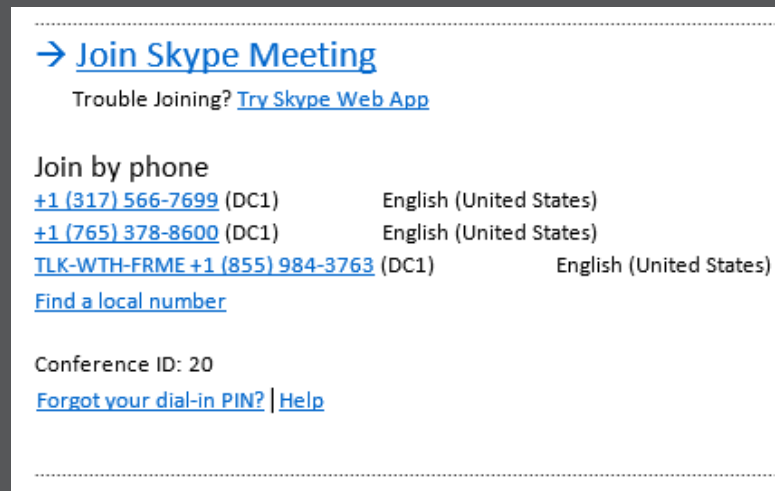 → Join Skype Meeting
Trouble Joining? Try Skype Web App
Join by phone
+1 (317) 566-7699 (DC1) English (United States)
+1 (765) 378-8600 (DC1) English (United States)
TLK-WTH-FRME +1 (855) 984-3763 (DC1) English (United States)
Find a local number
Conference ID: 20
Forgot your dial-in PIN? | Help